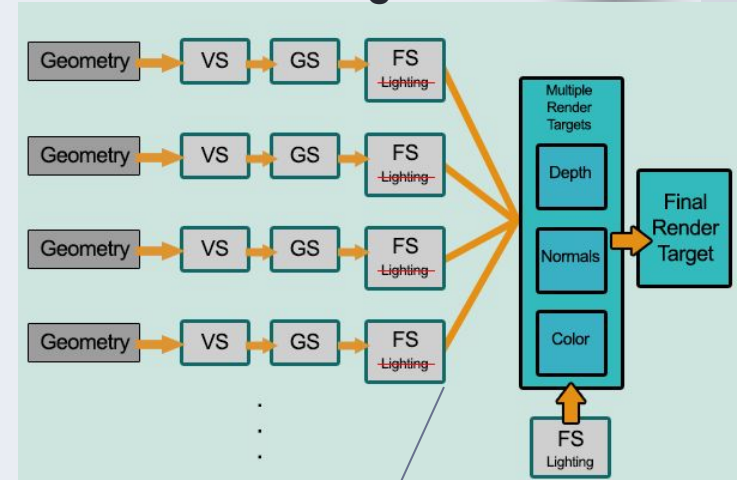 Geometry VS GS FS
Lighting
Geometry VS GS FS
Lighting
Geometry VS GS FS
Lighting
Geometry VS GS FS
Lighting
Multiple
Render
Targets
Depth
Normals
Color
FS
Lighting
Final
Render
Target